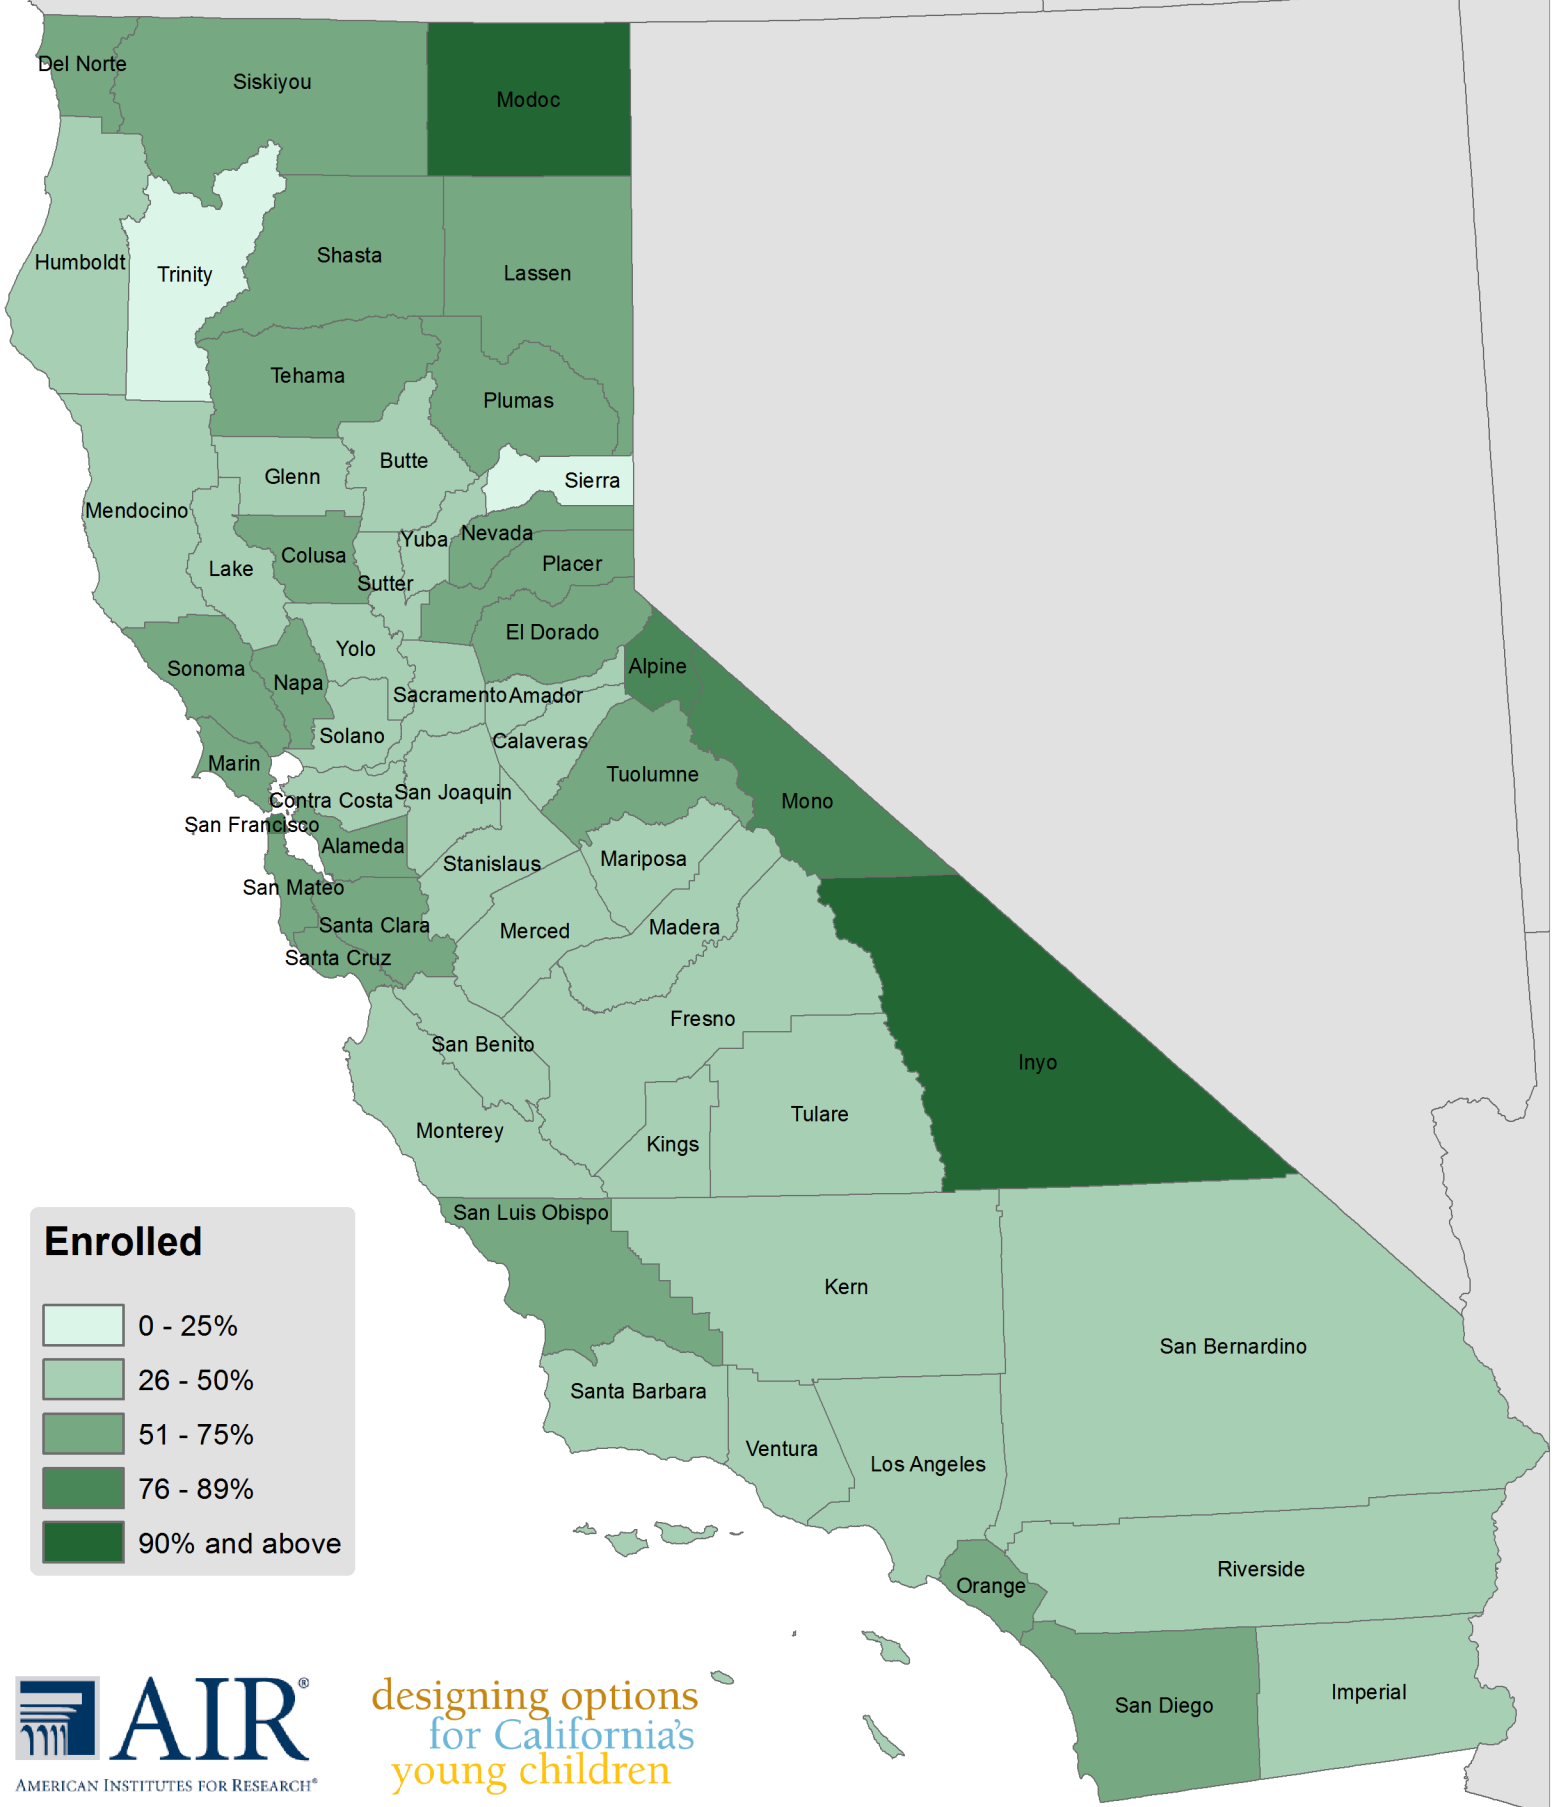 Del Norte
Siskiyou
Modoc
Humboldt
Trinity
Shasta
Lassen
Tehama
Plumas
Butte
Glenn
Sierra
Mendocino
Nevada
Yuba
Colusa
Placer
Lake
Sutter
El Dorado
Yolo
Alpine
Sonoma
Napa
Sacramento
Amador
Solano
Calaveras
Marin
Tuolumne
Contra Costa
San Joaquin
Mono
San Francisco
Alameda
Mariposa
Stanislaus
San Mateo
Santa Clara
Madera
Merced
Santa Cruz
Fresno
San Benito
Inyo
Tulare
Monterey
Kings
San Luis Obispo
Kern
San Bernardino
Santa Barbara
Ventura
Los Angeles
Riverside
Orange
Imperial
San Diego
Enrolled
0 - 25%
26 - 50%
51 - 75%
76 - 89%
90% and above
AIR®
AMERICAN INSTITUTES FOR RESEARCH®
designing options
for California's
young children